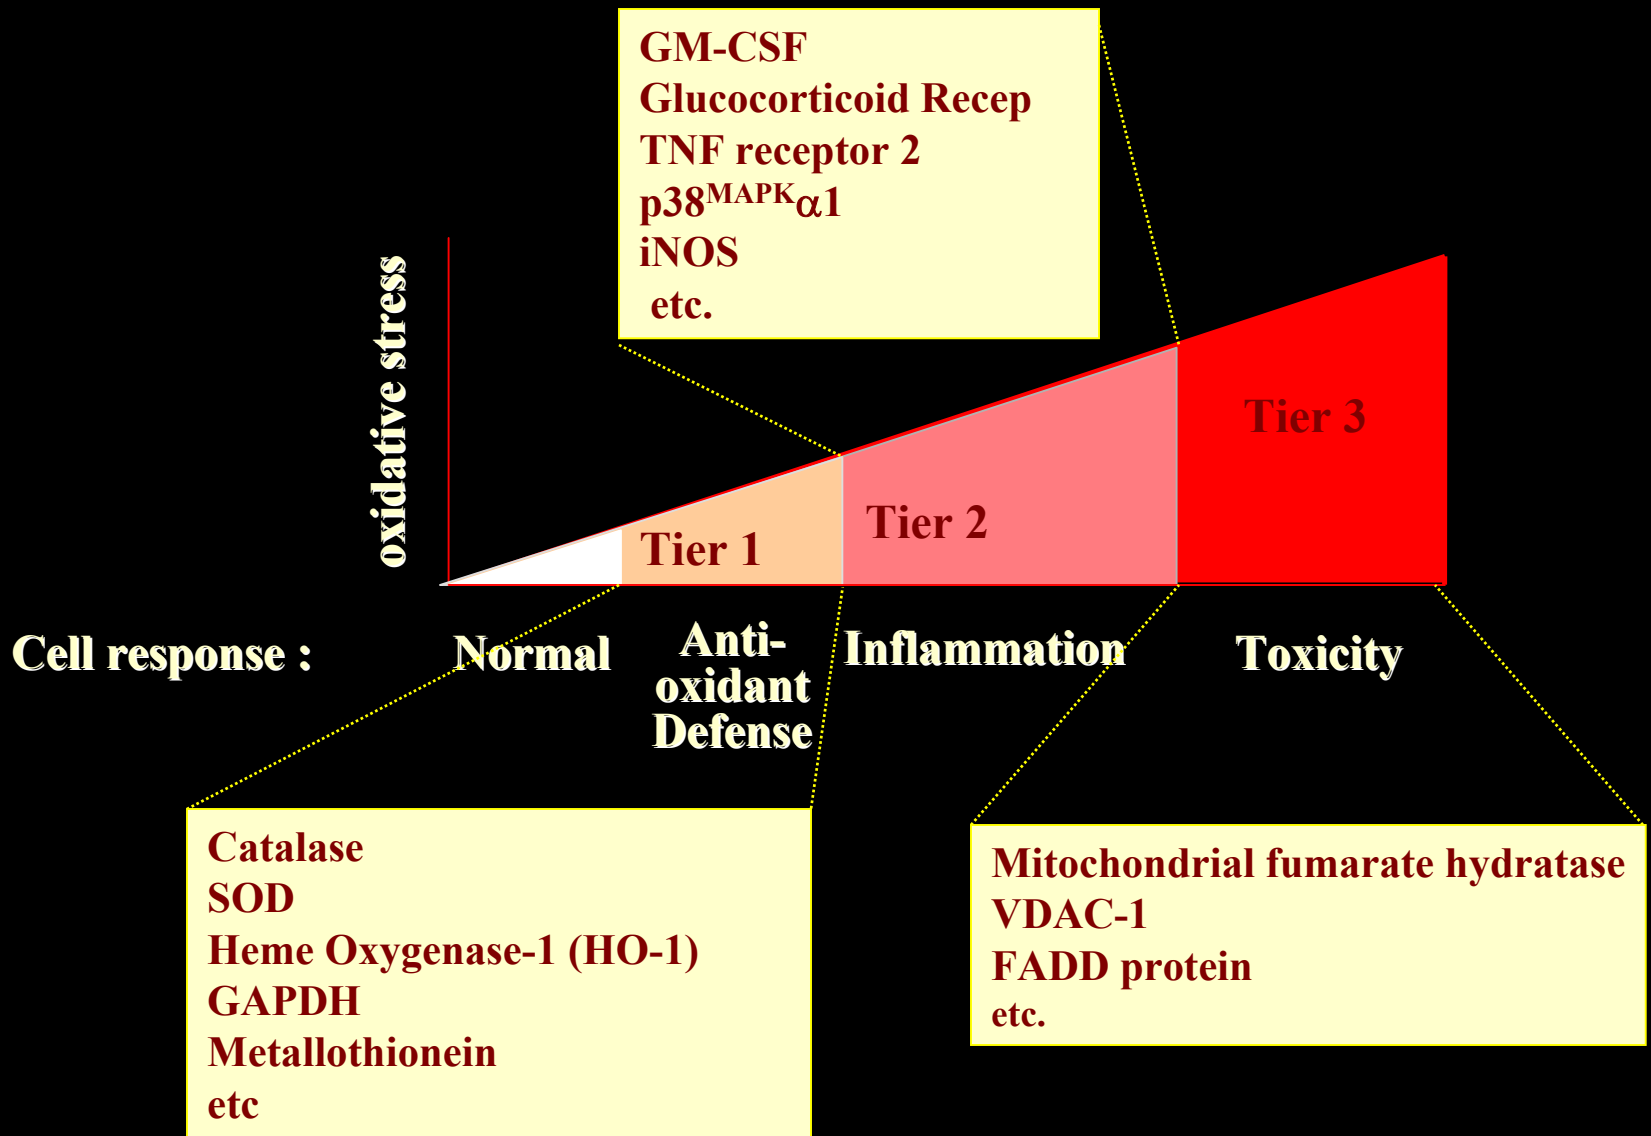 GM-CSF
Glucocorticoid Recep
TNF receptor 2
p38MAPKα1
iNOS
etc.
oxidative stress
Tier 1
Tier 2
Tier 3
Cell response :
Normal
Anti-
oxidant
Defense
Inflammation
Toxicity
Catalase
SOD
Heme Oxygenase-1 (HO-1)
GAPDH
Metallothionein
etc
Mitochondrial fumarate hydratase
VDAC-1
FADD protein
etc.